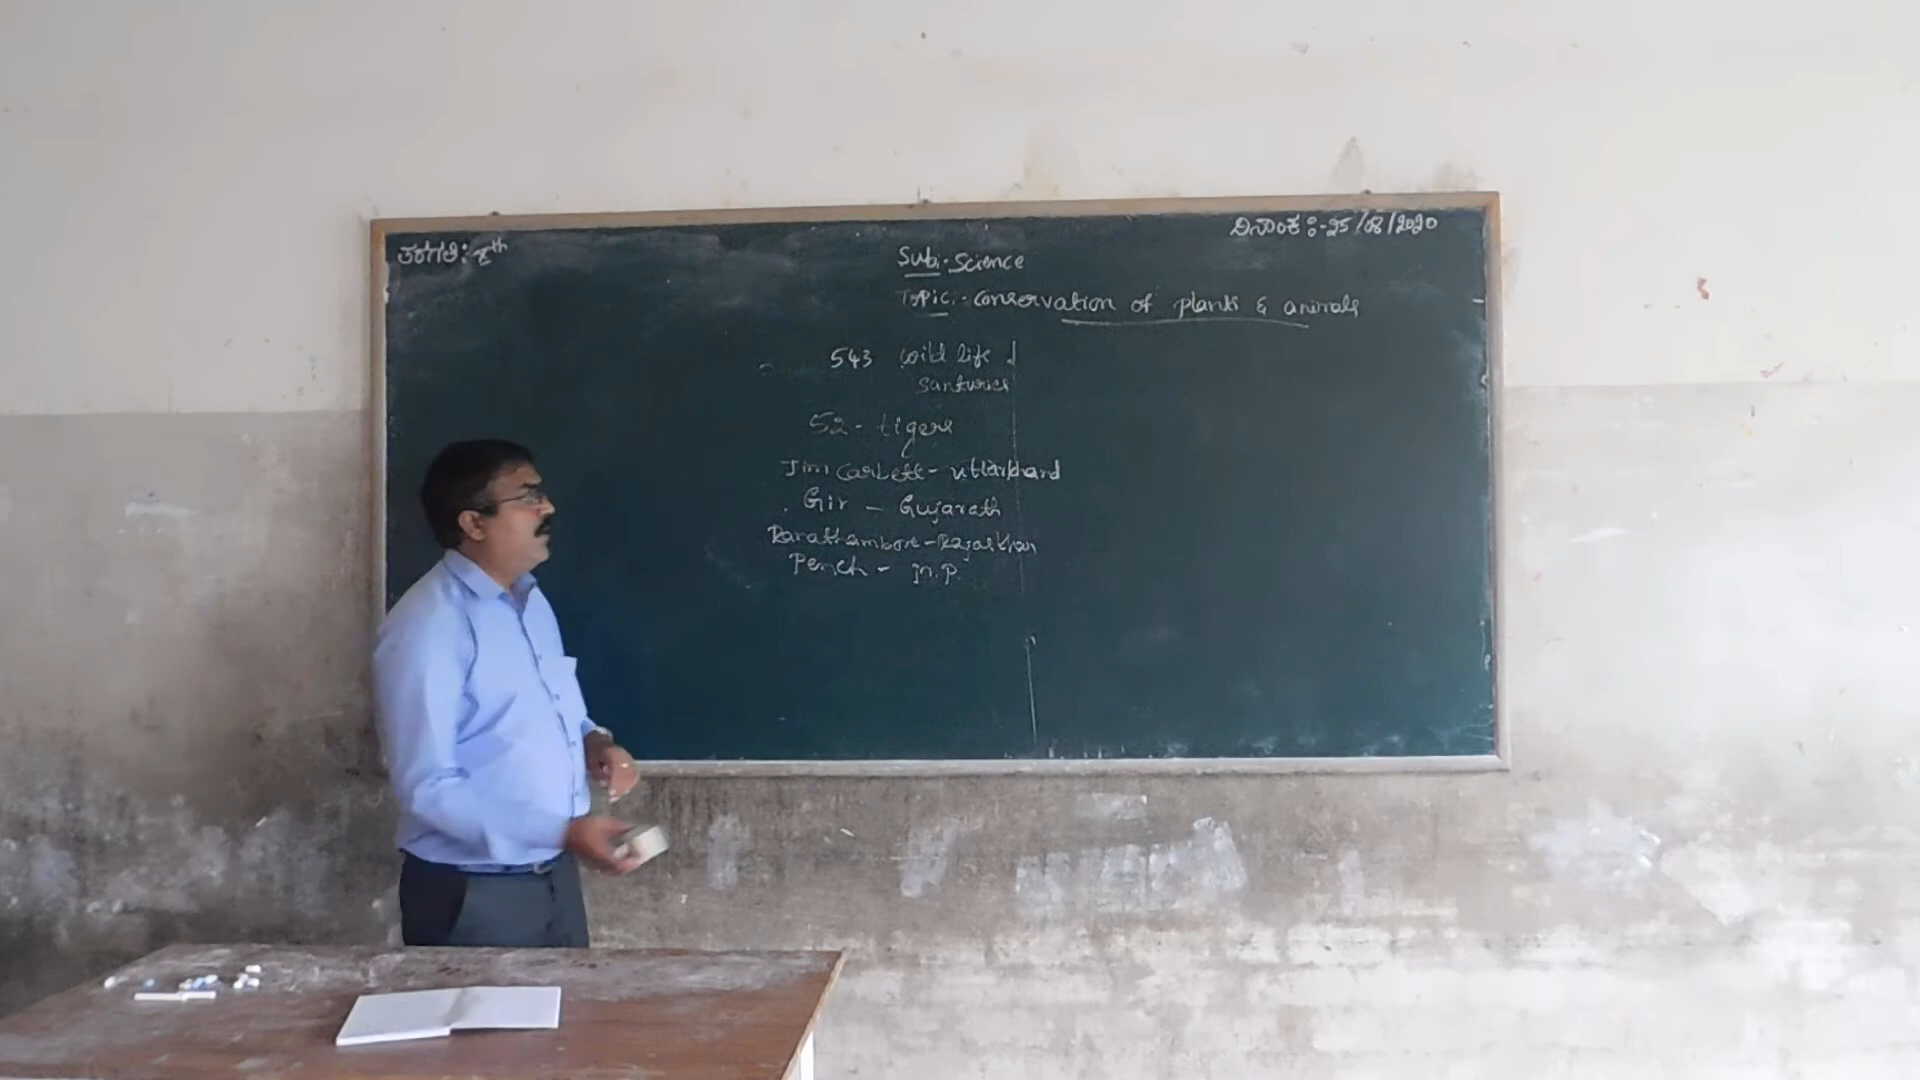 ತರಗತಿ: 8th
ದಿನಾಂಕ :-25/08/2020
Sub:- Science
Topic:- Conservation of plants & animals
543 wild life
santuries
52 - tigers
Jim Carbett - uttarkhand
Gir - Gujarath
Ranathambore - Rajasthan
Pench - M.P.